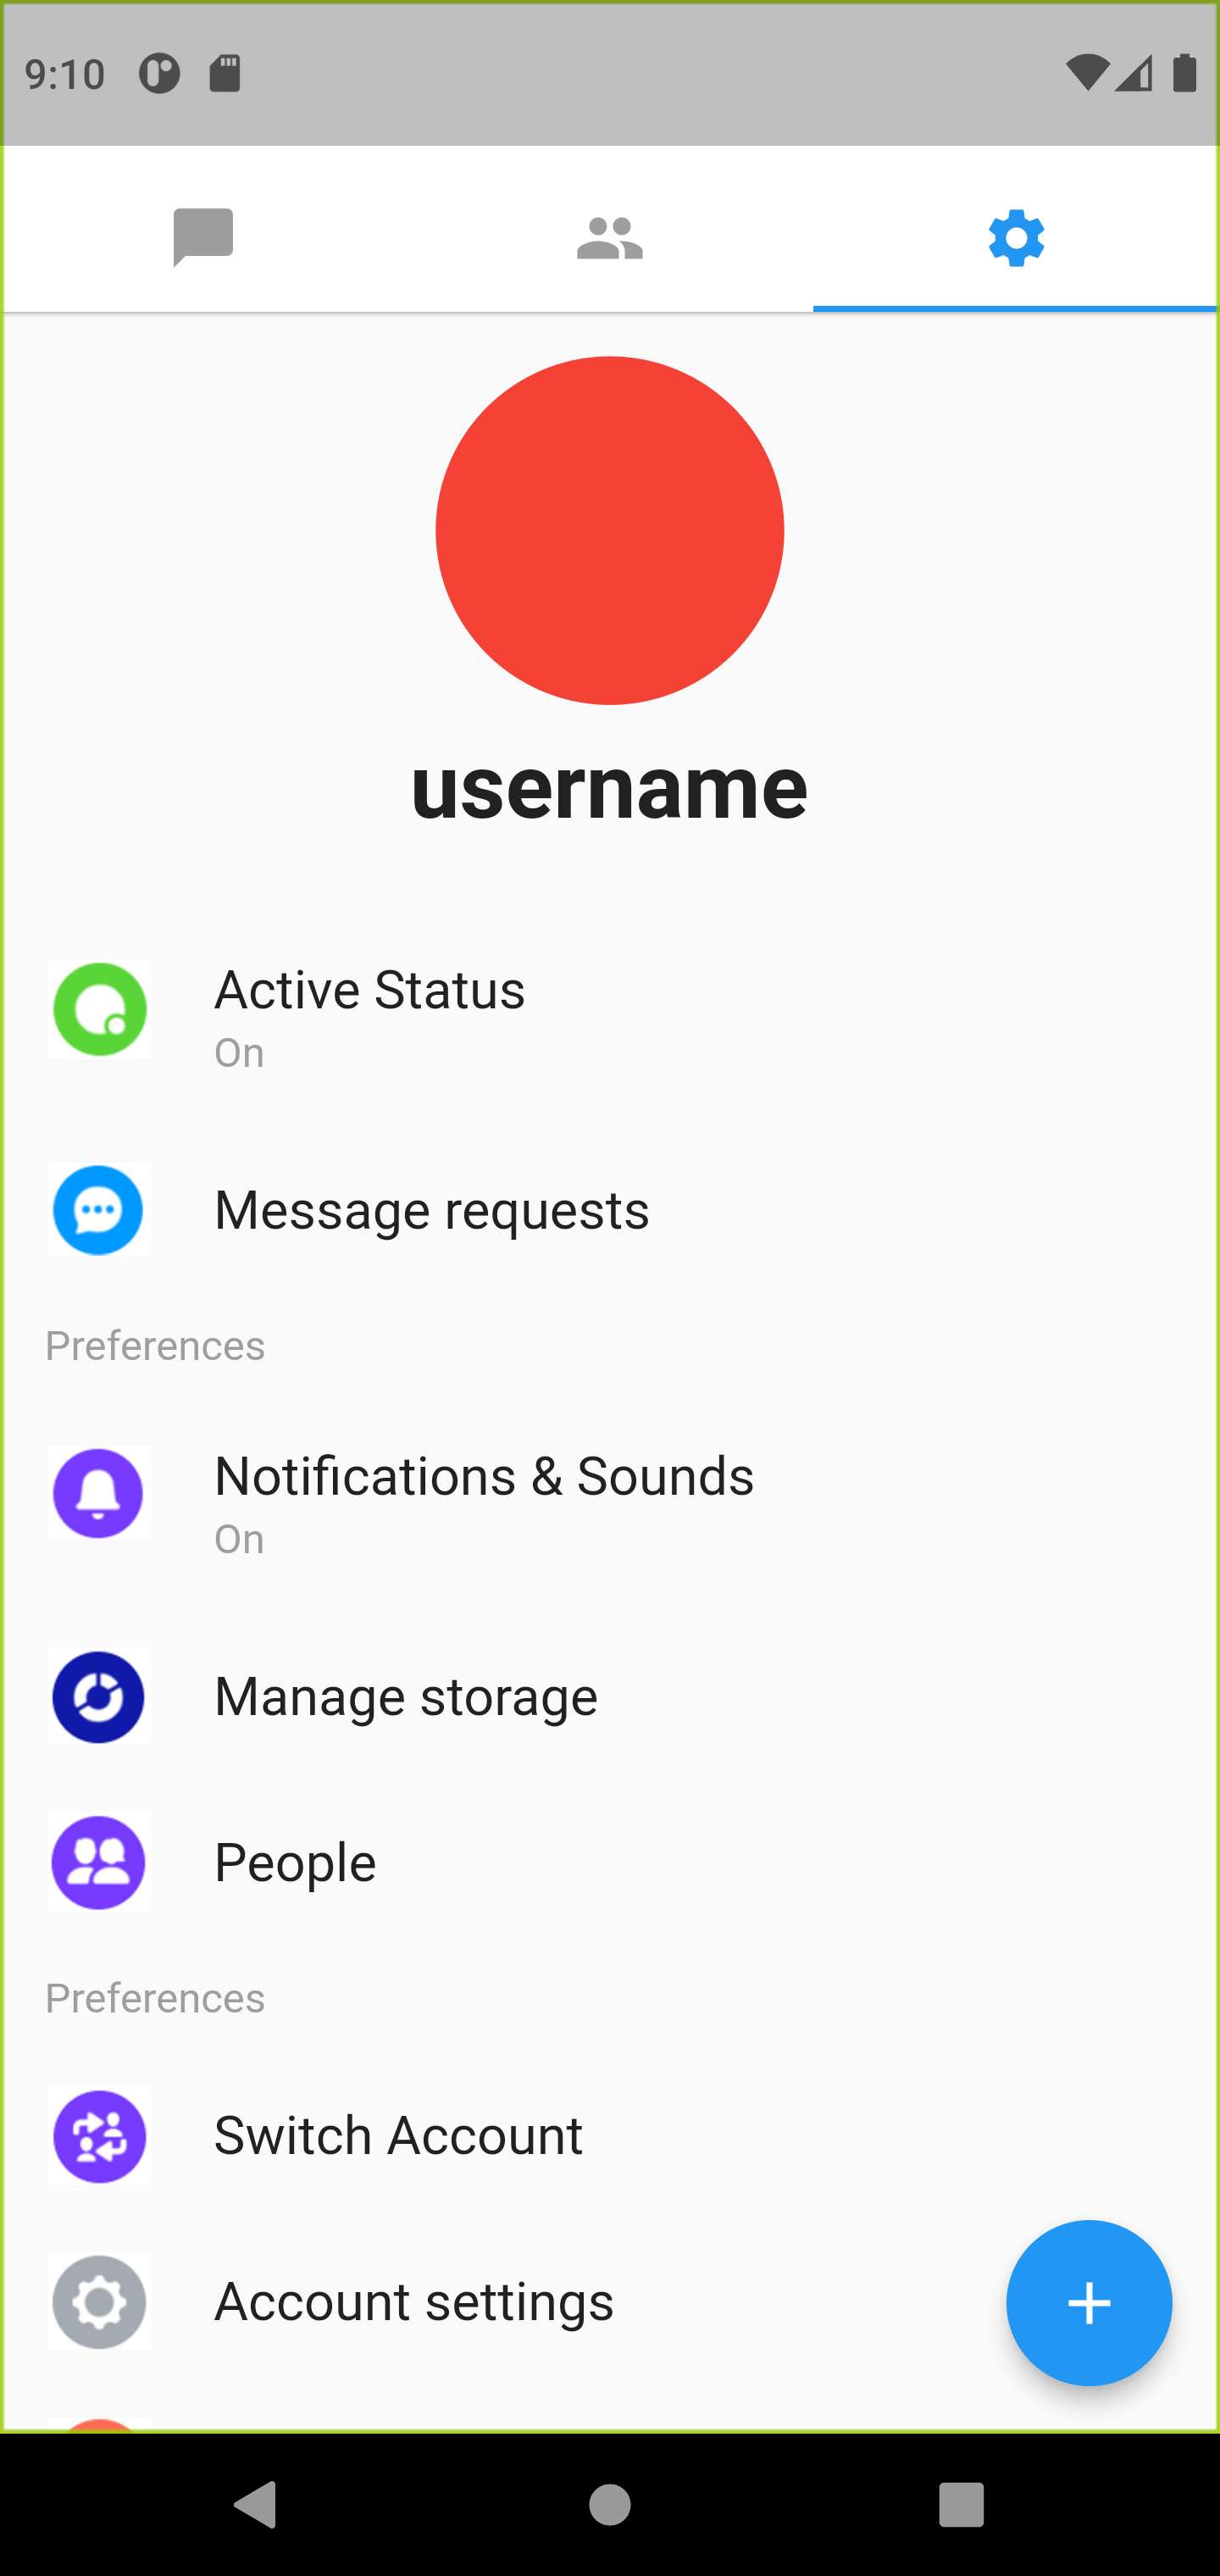 9:10
username
Active Status
On
Message requests
Preferences
Notifications & Sounds
On
Manage storage
People
Preferences
Switch Account
Account settings